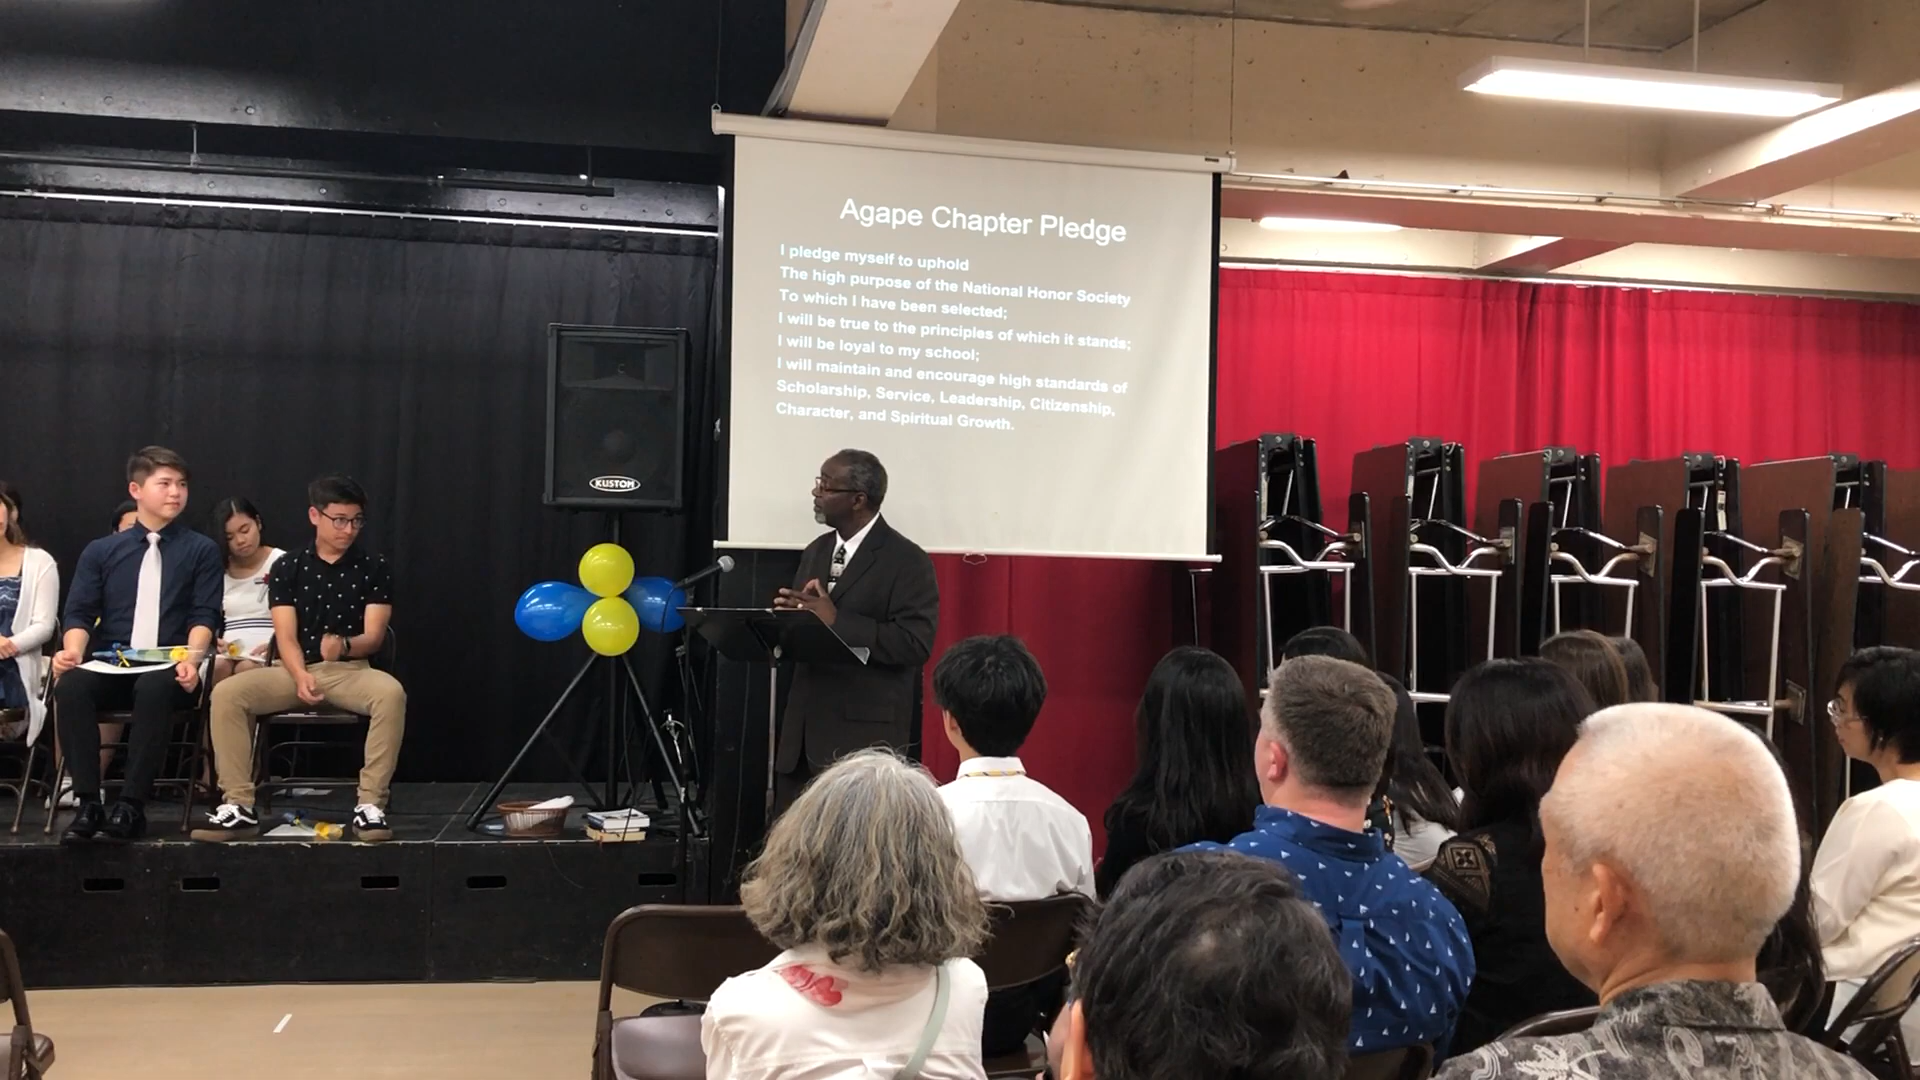 Agape Chapter Pledge
I pledge myself to uphold
The high purpose of the National Honor Society
To which I have been selected;
I will be true to the principles of which it stands;
I will be loyal to my school;
I will maintain and encourage high standards of
Scholarship, Service, Leadership, Citizenship,
Character, and Spiritual Growth.
KUSTOM